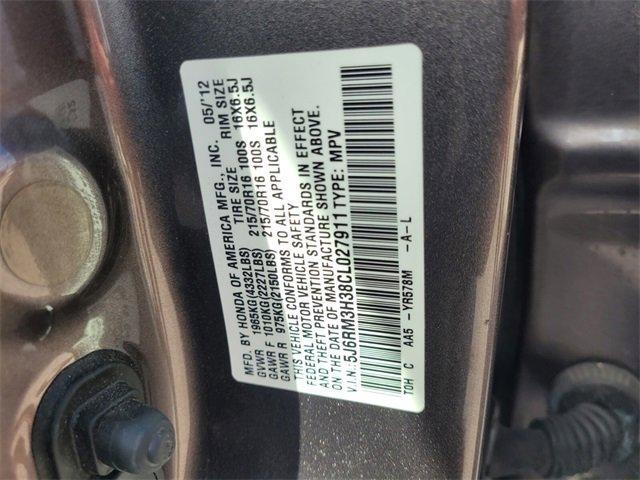 MFD. BY HONDA OF AMERICA MFG., INC. 05/'12
GVWR 1965KG(4332LBS) TIRE SIZE RIM SIZE
GAWR F 1010KG(2227LBS) 215/70R16 100S 16X6.5J
GAWR R 975KG(2150LBS) 215/70R16 100S 16X6.5J
THIS VEHICLE CONFORMS TO ALL APPLICABLE
FEDERAL MOTOR VEHICLE SAFETY
AND THEFT PREVENTION STANDARDS IN EFFECT
ON THE DATE OF MANUFACTURE SHOWN ABOVE.
V.I.N.: 5J6RM3H38CL027911 TYPE: MPV
TOH C AA5 -YR578M -A-L